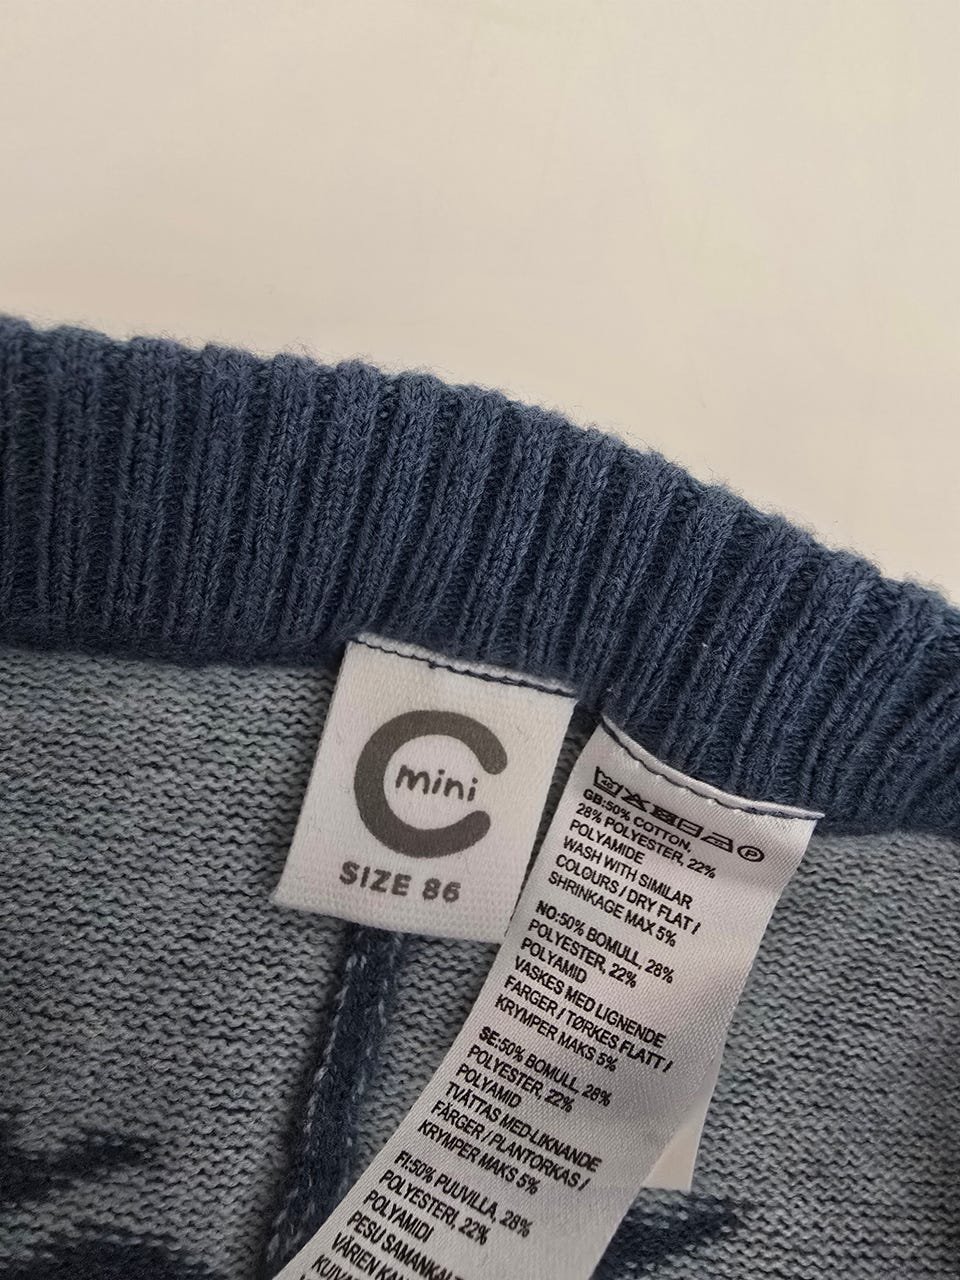 mini
SIZE 86
GB:50% COTTON,
28% POLYESTER, 22%
POLYAMIDE
WASH WITH SIMILAR
COLOURS / DRY FLAT /
SHRINKAGE MAX 5%
NO:50% BOMULL, 28%
POLYESTER, 22%
POLYAMID
VASKES MED LIGNENDE
FARGER / TØRKES FLATT /
KRYMPER MAKS 5%
SE:50% BOMULL, 28%
POLYESTER, 22%
POLYAMID
TVÄTTAS MED LIKNANDE
FÄRGER / PLANTORKAS /
KRYMPER MAKS 5%
FI:50% PUUVILLA, 28%
POLYESTERI, 22%
POLYAMIDI
PESU SAMANKALT
VÄRIEN KAN